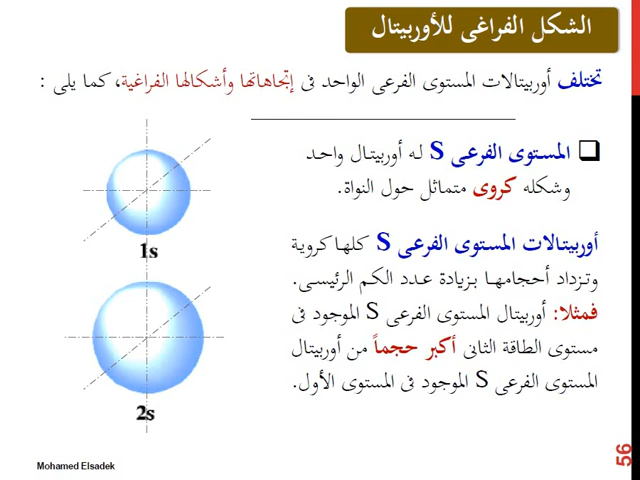 الشكل الفراغى للأوربيتال
تختلف أوربيتالات المستوى الفرعى الواحد فى إتجاهاتها وأشكالها الفراغية، كما يلى :
المستوى الفرعى S له أوربيتال واحد
وشكله كروى متماثل حول النواة.
1s
أوربيتالات المستوى الفرعى S كلها كروية
وتزداد أحجامها بزيادة عدد الكم الرئيسى.
فمثلا: أوربيتال المستوى الفرعى S الموجود فى
مستوى الطاقة الثانى أكبر حجماً من أوربيتال
المستوى الفرعى S الموجود فى المستوى الأول.
2s
Mohamed Elsadek
56